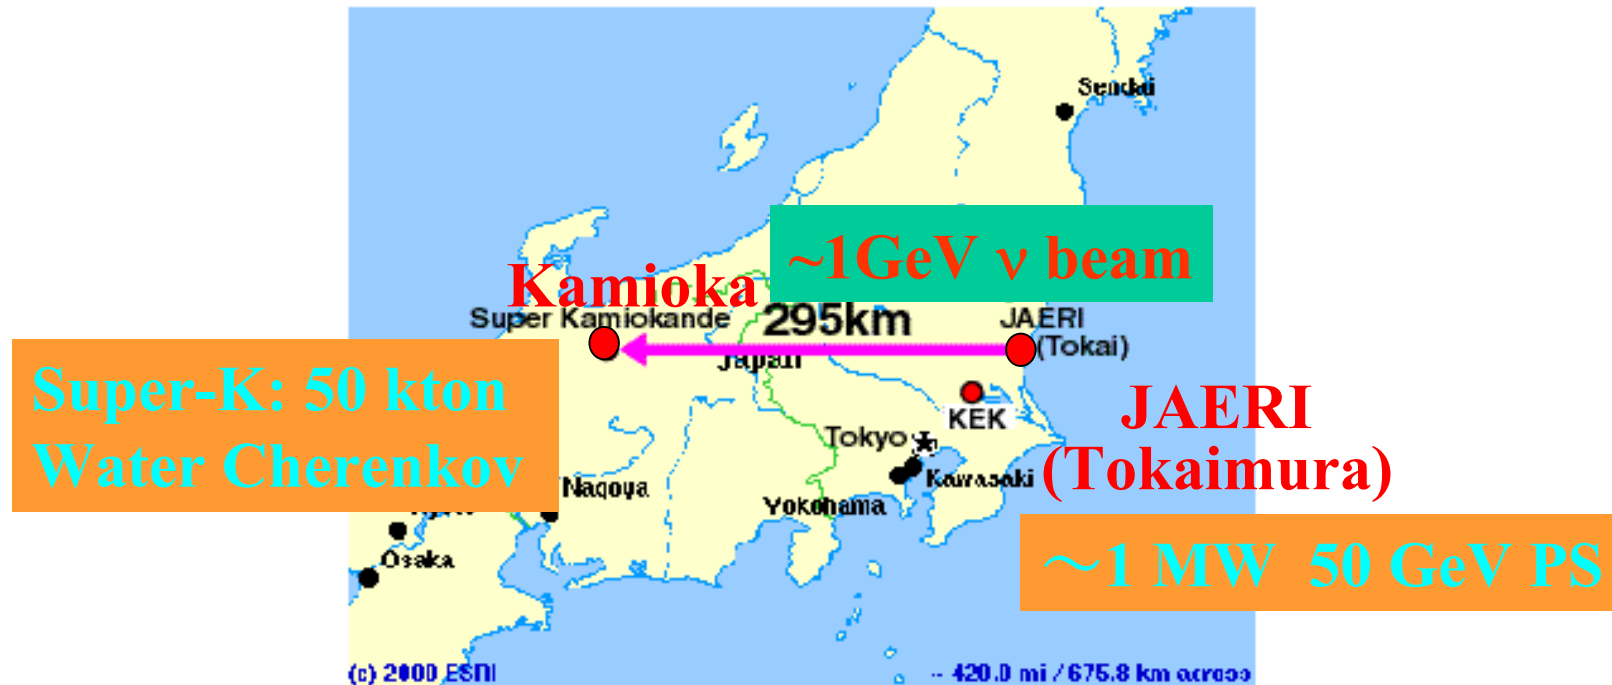 Sendai
~1GeV ν beam
Kamioka
Super Kamiokande
295km
JAERI
(Tokai)
Japan
Super-K: 50 kton
Water Cherenkov
KEK
JAERI
(Tokaimura)
Tokyo
Kawasaki
Nagoya
Yokohama
Osaka
~1 MW 50 GeV PS
(c) 2000 ESRI
-- 420.0 mi / 675.8 km across